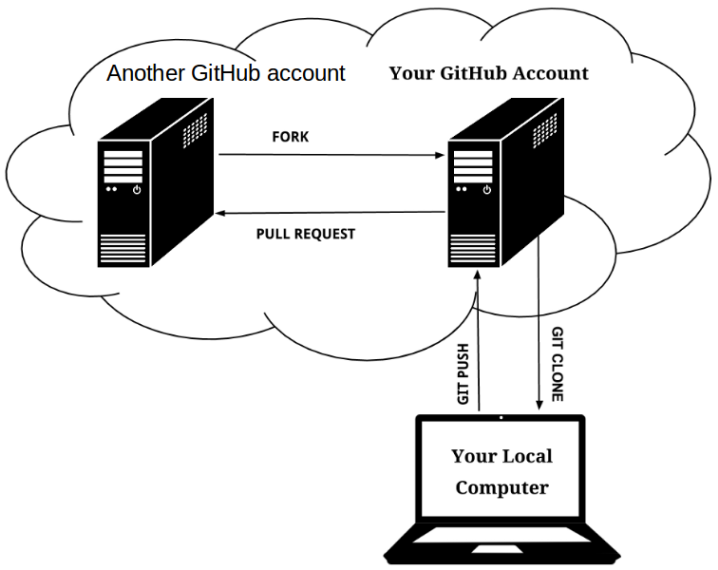 Another GitHub account
Your GitHub Account
FORK
PULL REQUEST
GIT PUSH
GIT CLONE
Your Local
Computer